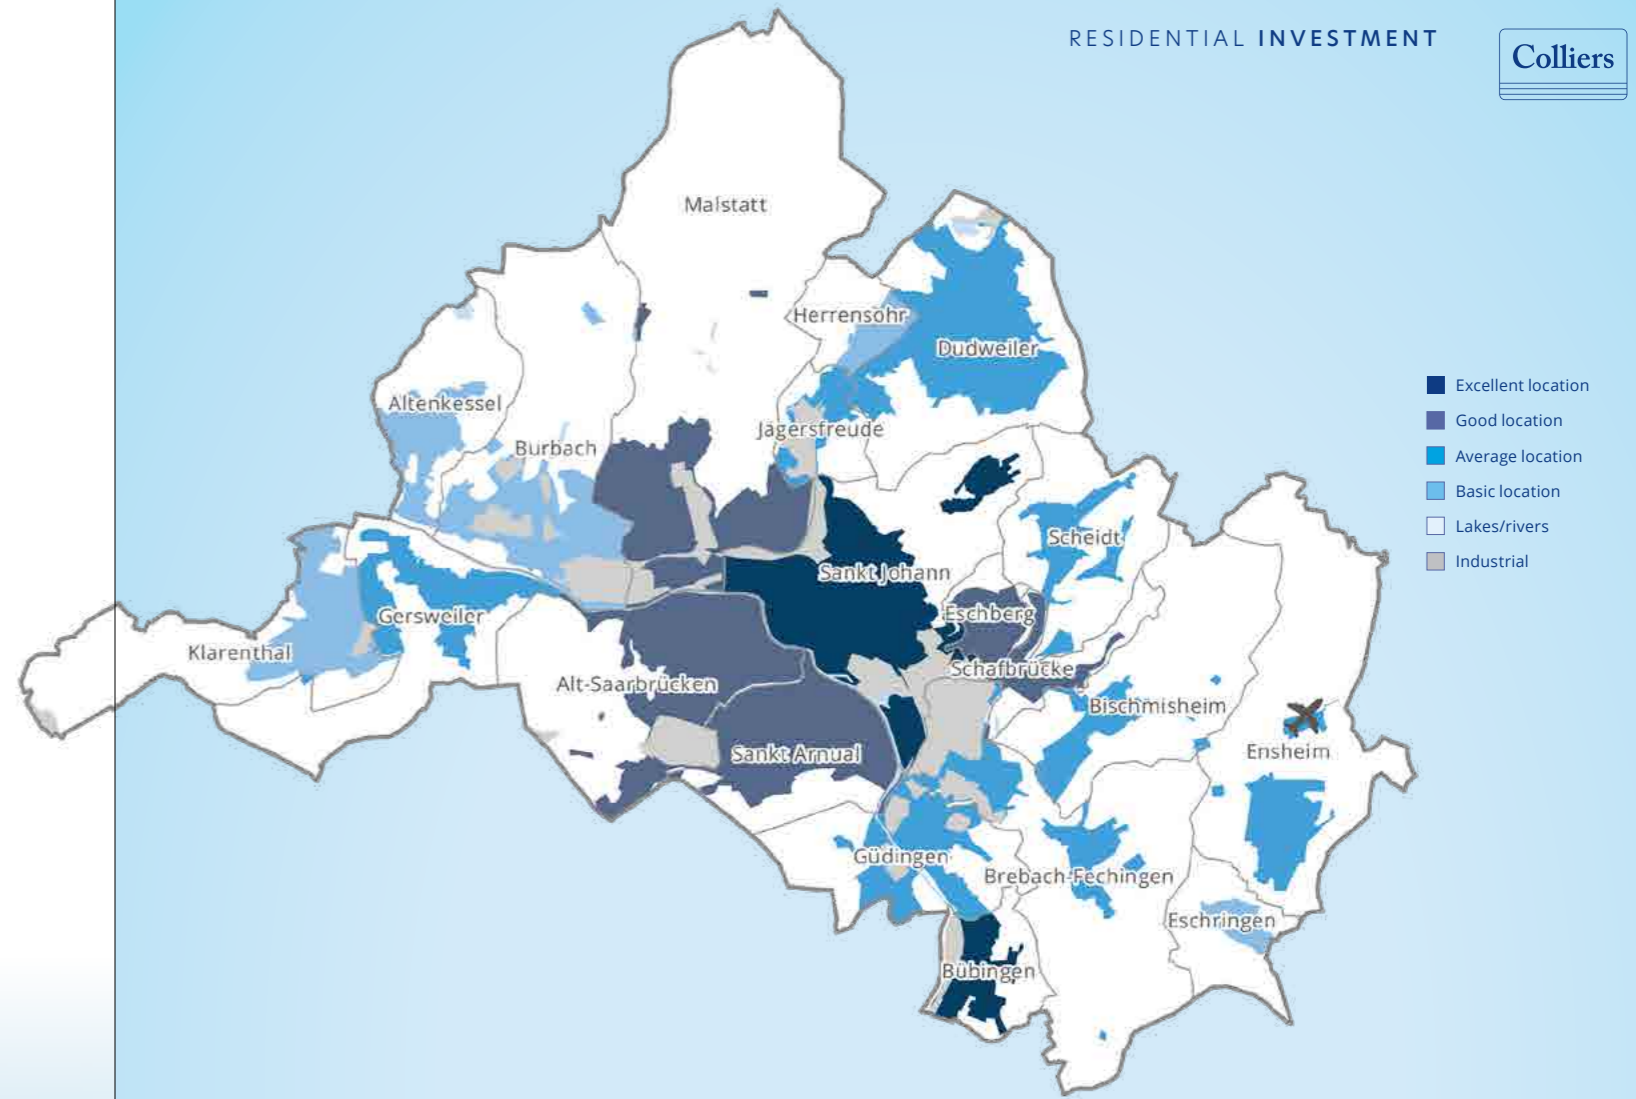 RESIDENTIAL INVESTMENT
Colliers
Malstatt
Herrensohr
Dudweiler
Altenkessel
Jägersfreude
Burbach
Scheidt
Sankt Johann
Eschberg
Gersweiler
Klarenthal
Schafbrücke
Alt-Saarbrücken
Bischmisheim
Sankt Arnual
Ensheim
Güdingen
Brebach-Fechingen
Eschringen
Bübingen
Excellent location
Good location
Average location
Basic location
Lakes/rivers
Industrial